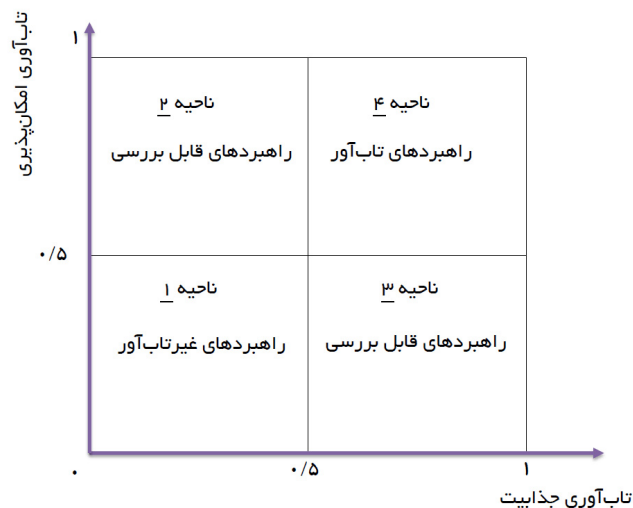 تاب‌آوری امکان‌پذیری
۱
ناحیه ۴
راهبردهای تاب‌آور
ناحیه ۲
راهبردهای قابل بررسی
۰/۵
ناحیه ۳
راهبردهای قابل بررسی
ناحیه ۱
راهبردهای غیرتاب‌آور
۰
۰/۵
۱
تاب‌آوری جذابیت